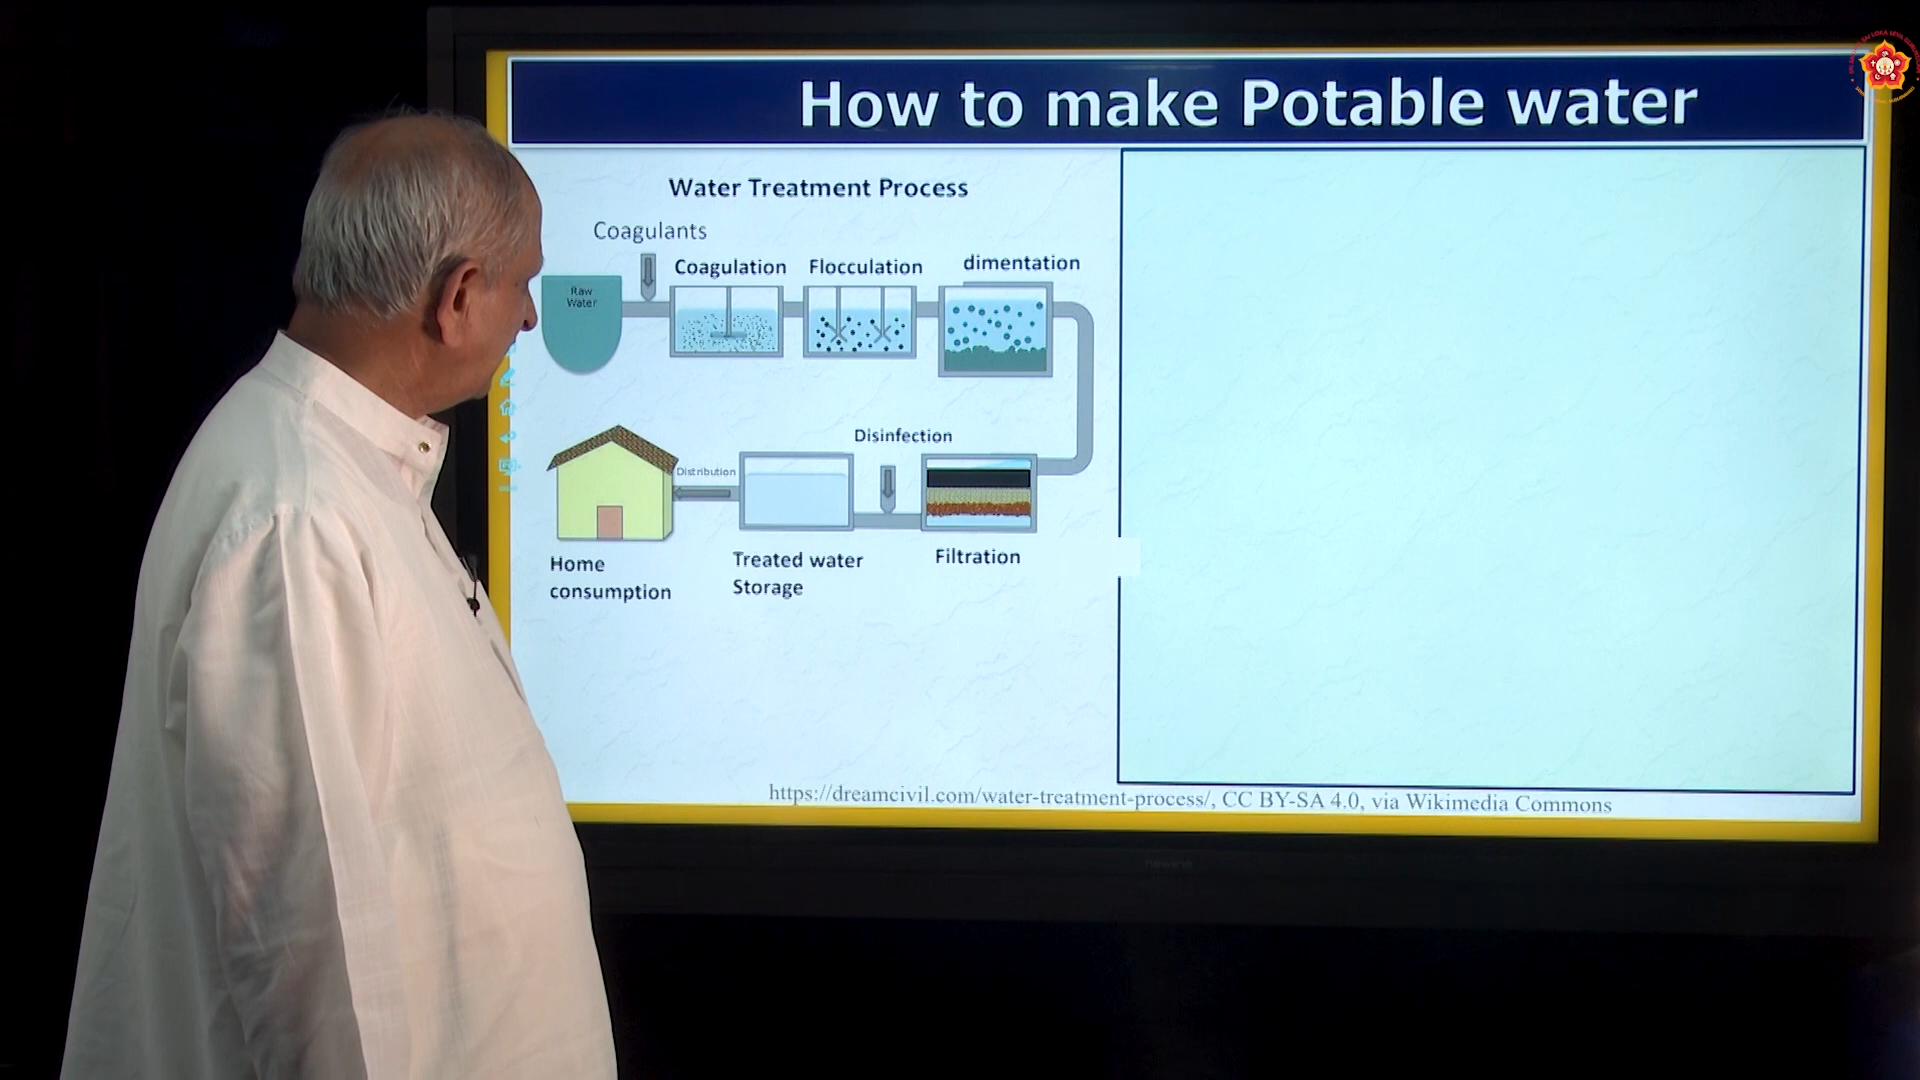 How to make Potable water
Water Treatment Process
Coagulants
Coagulation
Flocculation
dimentation
Raw
Water
Disinfection
Distribution
Home
consumption
Treated water
Storage
Filtration
https://dreamcivil.com/water-treatment-process/, CC BY-SA 4.0, via Wikimedia Commons